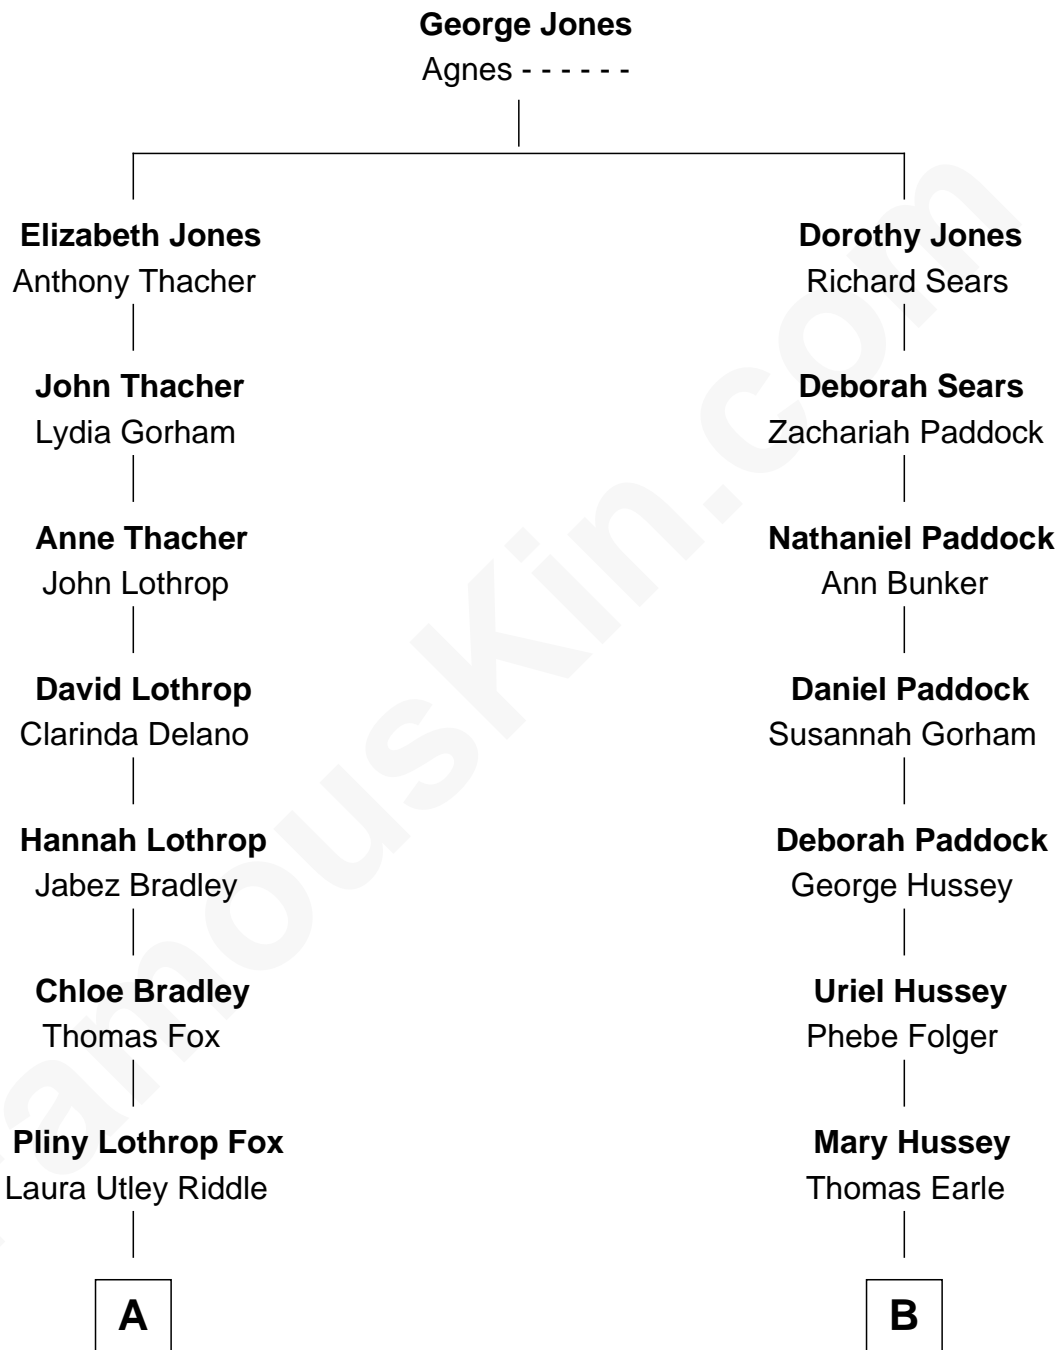 George Jones
Agnes - - - - - -
Elizabeth Jones
Anthony Thacher
Dorothy Jones
Richard Sears
John Thacher
Lydia Gorham
Deborah Sears
Zachariah Paddock
Anne Thacher
John Lothrop
Nathaniel Paddock
Ann Bunker
David Lothrop
Clarinda Delano
Daniel Paddock
Susannah Gorham
Hannah Lothrop
Jabez Bradley
Deborah Paddock
George Hussey
Chloe Bradley
Thomas Fox
Uriel Hussey
Phebe Folger
Pliny Lothrop Fox
Laura Utley Riddle
Mary Hussey
Thomas Earle
A
B
FamousKin.com